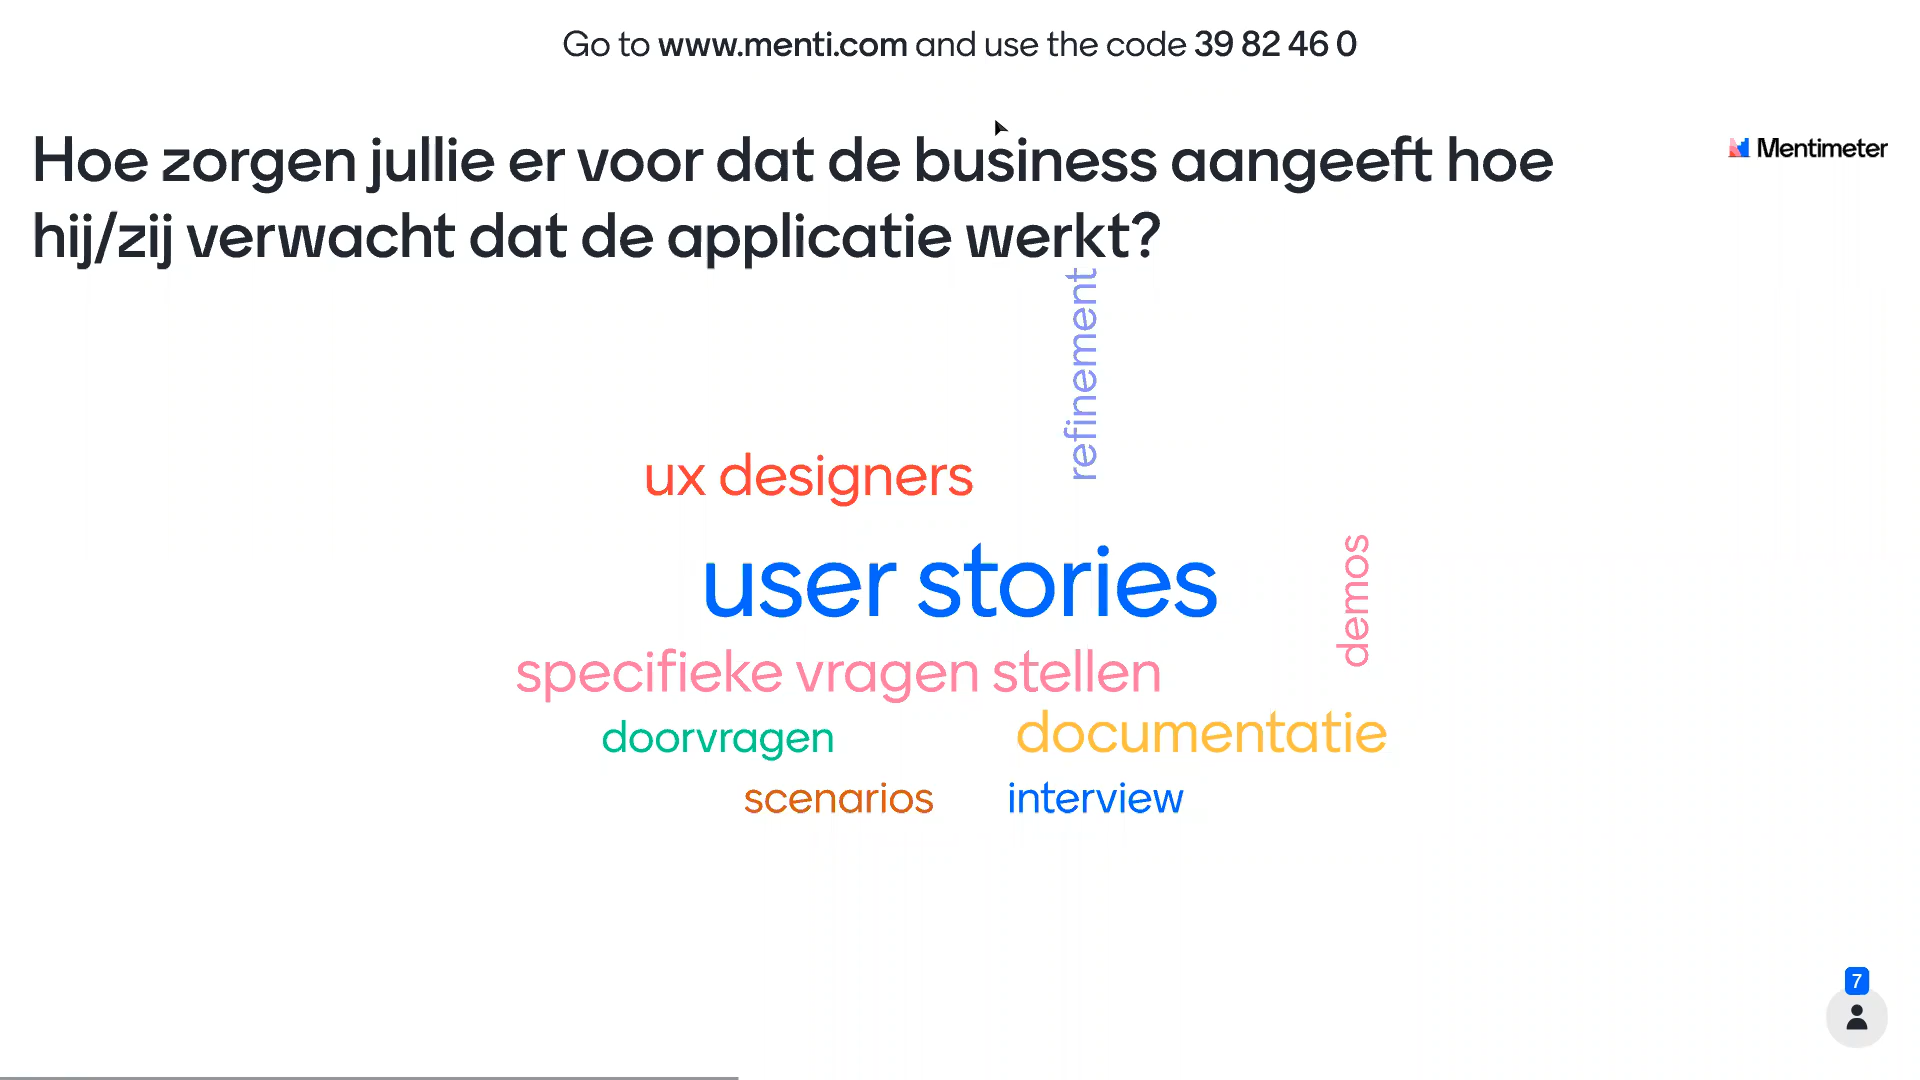 Go to www.menti.com and use the code 39 82 46 0
Hoe zorgen jullie er voor dat de business aangeeft hoe
hij/zij verwacht dat de applicatie werkt?
Mentimeter
refinement
ux designers
user stories
demos
specifieke vragen stellen
doorvragen
documentatie
scenarios
interview
7